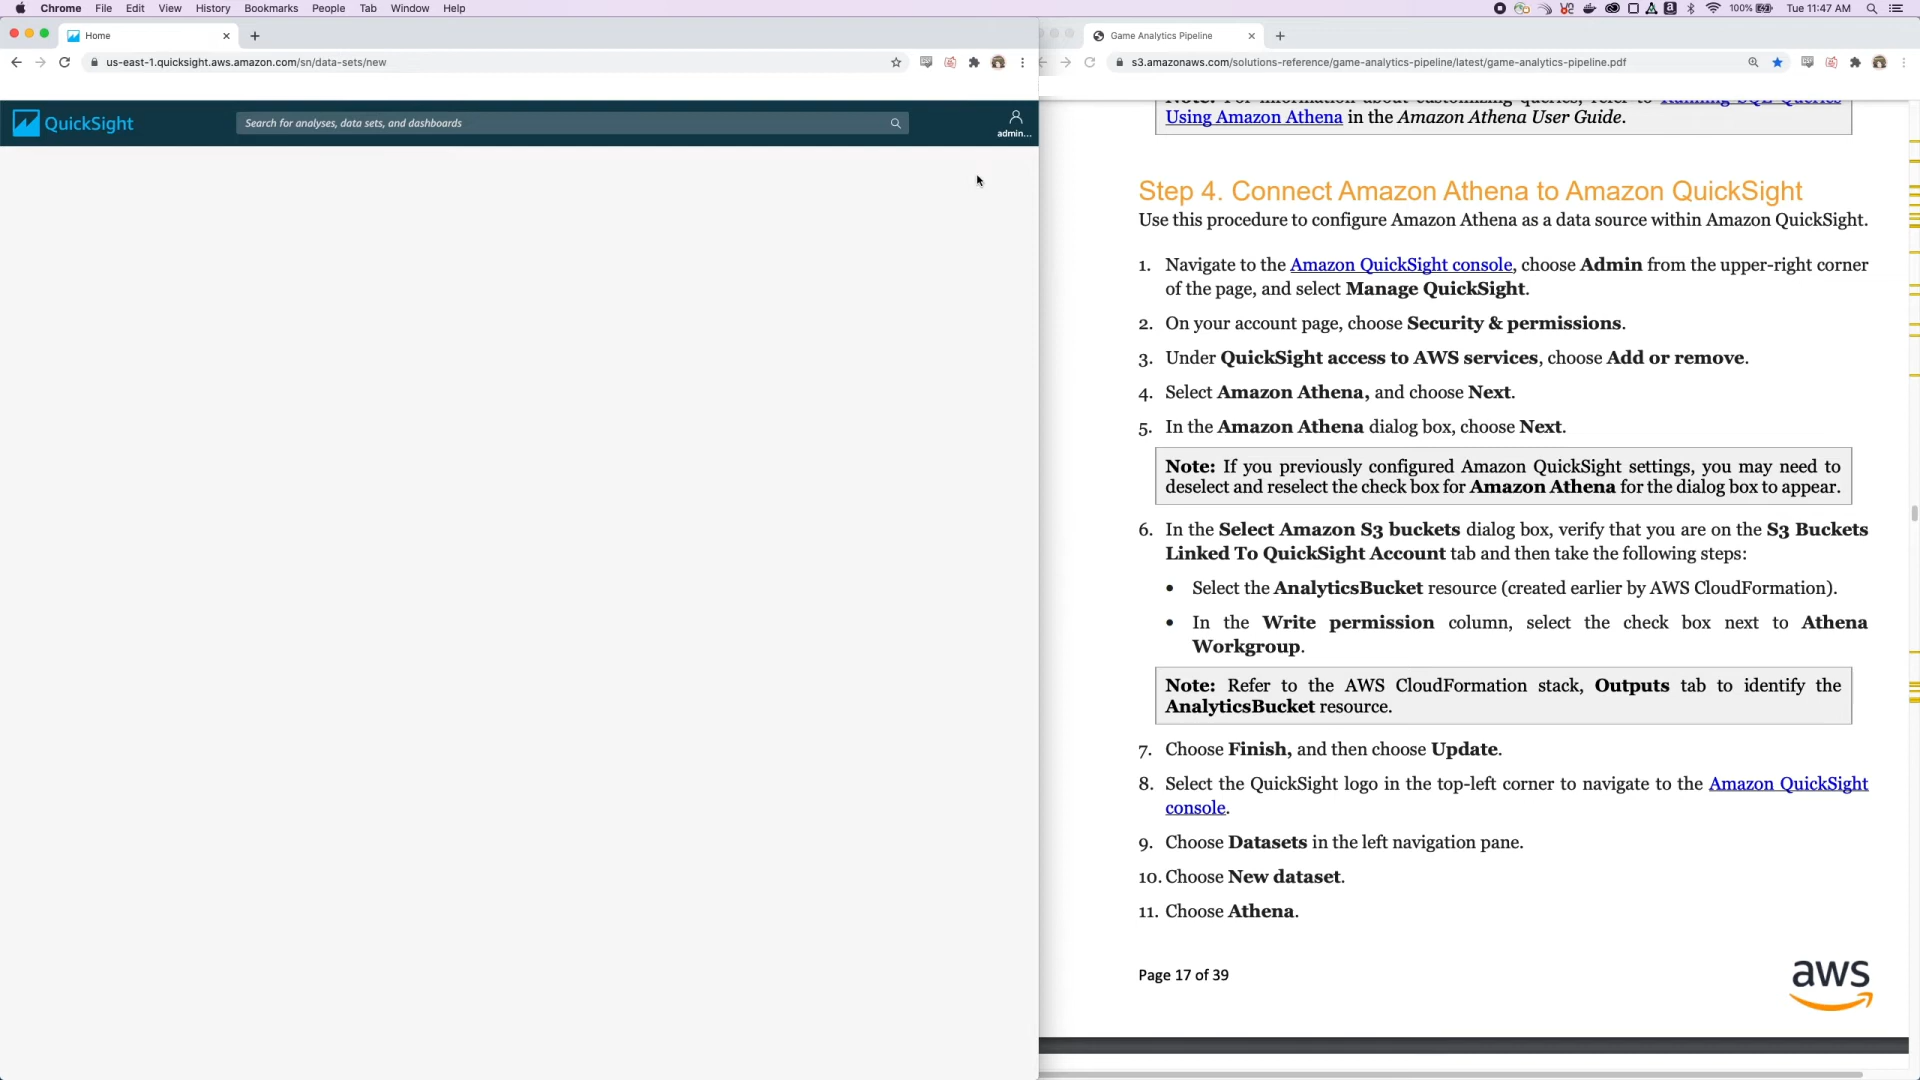 Chrome File Edit View History Bookmarks People Tab Window Help
100% Tue 11:47 AM
Home
us-east-1.quicksight.aws.amazon.com/sn/data-sets/new
QuickSight
Search for analyses, data sets, and dashboards
admin...
Game Analytics Pipeline
s3.amazonaws.com/solutions-reference/game-analytics-pipeline/latest/game-analytics-pipeline.pdf
Note: For information about customizing queries, refer to Running SQL Queries
Using Amazon Athena in the Amazon Athena User Guide.
Step 4. Connect Amazon Athena to Amazon QuickSight
Use this procedure to configure Amazon Athena as a data source within Amazon QuickSight.
1. Navigate to the Amazon QuickSight console, choose Admin from the upper-right corner
of the page, and select Manage QuickSight.
2. On your account page, choose Security & permissions.
3. Under QuickSight access to AWS services, choose Add or remove.
4. Select Amazon Athena, and choose Next.
5. In the Amazon Athena dialog box, choose Next.
Note: If you previously configured Amazon QuickSight settings, you may need to
deselect and reselect the check box for Amazon Athena for the dialog box to appear.
6. In the Select Amazon S3 buckets dialog box, verify that you are on the S3 Buckets
Linked To QuickSight Account tab and then take the following steps:
• Select the AnalyticsBucket resource (created earlier by AWS CloudFormation).
• In the Write permission column, select the check box next to Athena
Workgroup.
Note: Refer to the AWS CloudFormation stack, Outputs tab to identify the
AnalyticsBucket resource.
7. Choose Finish, and then choose Update.
8. Select the QuickSight logo in the top-left corner to navigate to the Amazon QuickSight
console.
9. Choose Datasets in the left navigation pane.
10. Choose New dataset.
11. Choose Athena.
Page 17 of 39
aws